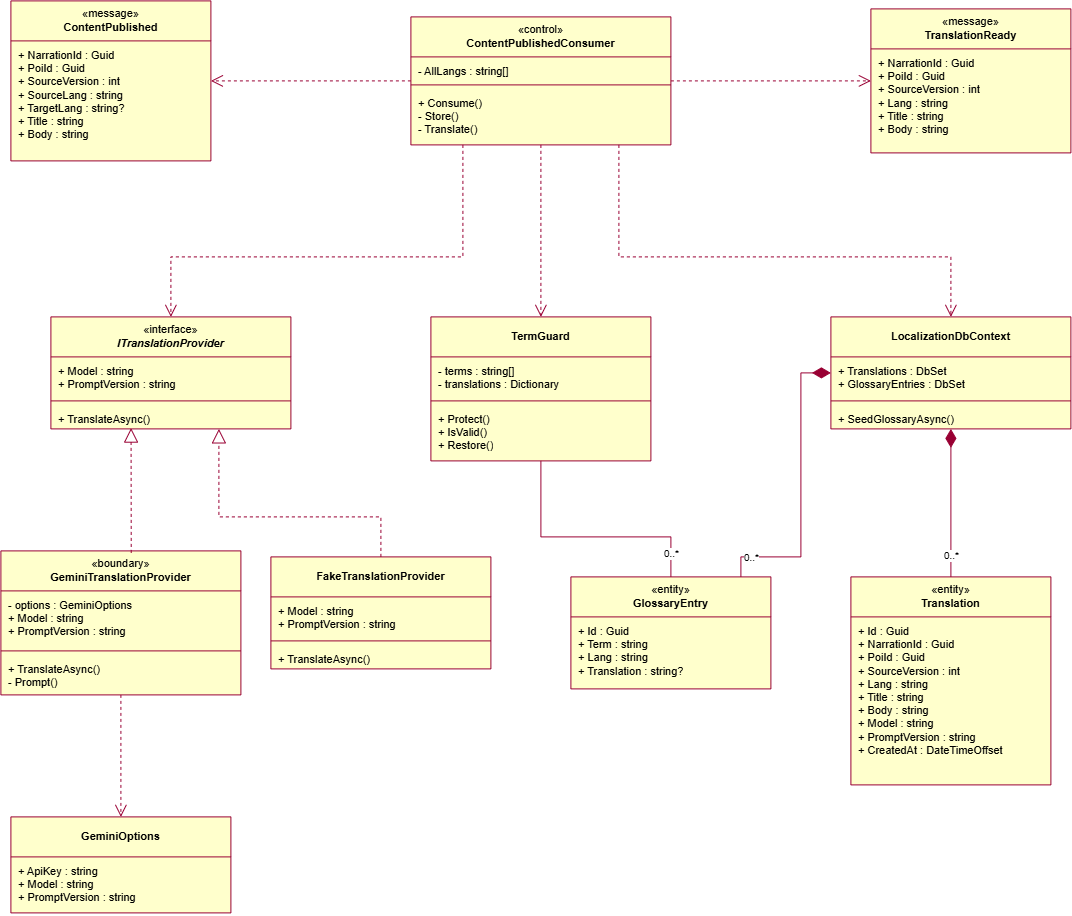 «message»
ContentPublished
+ NarrationId : Guid
+ PoiId : Guid
+ SourceVersion : int
+ SourceLang : string
+ TargetLang : string?
+ Title : string
+ Body : string
«control»
ContentPublishedConsumer
- AllLangs : string[]
+ Consume()
- Store()
- Translate()
«message»
TranslationReady
+ NarrationId : Guid
+ PoiId : Guid
+ SourceVersion : int
+ Lang : string
+ Title : string
+ Body : string
«interface»
ITranslationProvider
+ Model : string
+ PromptVersion : string
+ TranslateAsync()
TermGuard
- terms : string[]
- translations : Dictionary
+ Protect()
+ IsValid()
+ Restore()
LocalizationDbContext
+ Translations : DbSet
+ GlossaryEntries : DbSet
+ SeedGlossaryAsync()
0..*
0..*
0..*
«boundary»
GeminiTranslationProvider
- options : GeminiOptions
+ Model : string
+ PromptVersion : string
+ TranslateAsync()
- Prompt()
FakeTranslationProvider
+ Model : string
+ PromptVersion : string
+ TranslateAsync()
«entity»
GlossaryEntry
+ Id : Guid
+ Term : string
+ Lang : string
+ Translation : string?
«entity»
Translation
+ Id : Guid
+ NarrationId : Guid
+ PoiId : Guid
+ SourceVersion : int
+ Lang : string
+ Title : string
+ Body : string
+ Model : string
+ PromptVersion : string
+ CreatedAt : DateTimeOffset
GeminiOptions
+ ApiKey : string
+ Model : string
+ PromptVersion : string